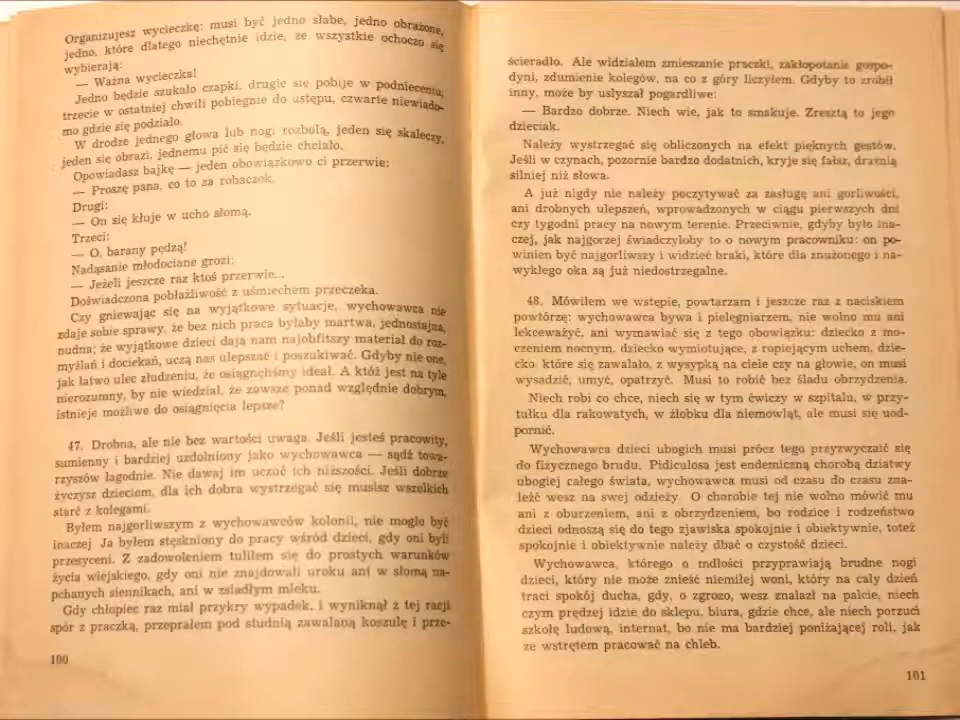 Organizujesz wycieczkę: musi być jedno słabe, jedno obrażone,
jedno, które dlatego niechętnie idzie, że wszystkie ochoczo się
wybierają:
— Ważna wycieczka!
Jedno będzie szukało czapki, drugie się pobije w podnieceniu,
trzecie w ostatniej chwili pobiegnie do ustępu, czwarte niewiado-
mo gdzie się podziało.
W drodze jednego głowa lub nogi rozbolą, jeden się skaleczy,
jeden się obrazi, jednemu pić się będzie chciało.
Opowiadasz bajkę — jeden obowiązkowo ci przerwie:
— Proszę pana, co to za robaczek.
Drugi:
— On się kłuje w ucho słomą.
Trzeci:
— O, barany pędzą!
Nadąsanie młodociane grozi:
— Jeżeli jeszcze raz ktoś przerwie...
Doświadczona pobłażliwość z uśmiechem przeczeka.
Czy gniewając się na wyjątkowe sytuacje, wychowawca nie
zdaje sobie sprawy, że bez nich praca byłaby martwa, jednostajna,
nudna; że wyjątkowe dzieci dają nam najobfitszy materiał do roz-
myślań i dociekań, uczą nas ulepszać i poszukiwać. Gdyby nie one,
jak łatwo ulec złudzeniu, że osiągnęliśmy ideał. A któż jest na tyle
nierozumny, by nie wiedział, że zawsze ponad względnie dobrym,
istnieje możliwe do osiągnięcia lepsze?
47. Drobna, ale nie bez wartości uwaga. Jeśli jesteś pracowity,
sumienny i bardziej uzdolniony jako wychowawca — sądź towa-
rzyszów łagodnie. Nie dawaj im uczuć ich niższości. Jeśli dobrze
życzysz dzieciom, dla ich dobra wystrzegać się musisz wszelkich
starć z kolegami.
Byłem najgorliwszym z wychowawców kolonii, nie mogło być
inaczej Ja byłem stęskniony do pracy wśród dzieci, gdy oni byli
przesyceni. Z zadowoleniem tuliłem się do prostych warunków
życia wiejskiego, gdy oni nie znajdowali uroku ani w słomą na-
pchanych siennikach, ani w zsiadłym mleku.
Gdy chłopiec raz miał przykry wypadek, i wyniknął z tej racji
spór z praczką, przeprałem pod studnią zawalaną koszulę i prze-
100
ścieradło. Ale widziałem zmieszanie praczki, zakłopotanie gospo-
dyni, zdumienie kolegów, na co z góry liczyłem. Gdyby to zrobił
inny, może by usłyszał pogardliwe:
— Bardzo dobrze. Niech wie, jak to smakuje. Zresztą to jego
dzieciak.
Należy wystrzegać się obliczonych na efekt pięknych gestów.
Jeśli w czynach, pozornie bardzo dodatnich, kryje się fałsz, drażnią
silniej niż słowa.
A już nigdy nie należy poczytywać za zasługę ani gorliwości,
ani drobnych ulepszeń, wprowadzonych w ciągu pierwszych dni
czy tygodni pracy na nowym terenie. Przeciwnie, gdyby było ina-
czej, jak najgorzej świadczyłoby to o nowym pracowniku: on po-
winien być najgorliwszy i widzieć braki, które dla znużonego i na-
wykłego oka są już niedostrzegalne.
48. Mówiłem we wstępie, powtarzam i jeszcze raz z naciskiem
powtórzę: wychowawca bywa i pielęgniarzem, nie wolno mu ani
lekceważyć, ani wymawiać się z tego obowiązku: dziecko z mo-
czeniem nocnym, dziecko wymiotujące, z ropiejącym uchem, dzie-
cko, które się zawalało, z wysypką na ciele czy na głowie, on musi
wysadzić, umyć, opatrzyć. Musi to robić bez śladu obrzydzenia.
Niech robi co chce, niech się w tym ćwiczy w szpitalu, w przy-
tułku dla rakowatych, w żłobku dla niemowląt, ale musi się uod-
pornić.
Wychowawca dzieci ubogich musi prócz tego przyzwyczaić się
do fizycznego brudu. Pidiculosa jest endemiczną chorobą dziatwy
ubogiej całego świata, wychowawca musi od czasu do czasu zna-
leźć wesz na swej odzieży. O chorobie tej nie wolno mówić mu
ani z oburzeniem, ani z obrzydzeniem, bo rodzice i rodzeństwo
dzieci odnoszą się do tego zjawiska spokojnie i obiektywnie, toteż
spokojnie i obiektywnie należy dbać o czystość dzieci.
Wychowawca, którego o mdłości przyprawiają brudne nogi
dzieci, który nie może znieść niemiłej woni, który na cały dzień
traci spokój ducha, gdy, o zgrozo, wesz znalazł na palcie, niech
czym prędzej idzie do sklepu, biura, gdzie chce, ale niech porzuci
szkołę ludową, internat, bo nie ma bardziej poniżającej roli, jak
ze wstrętem pracować na chleb.
101